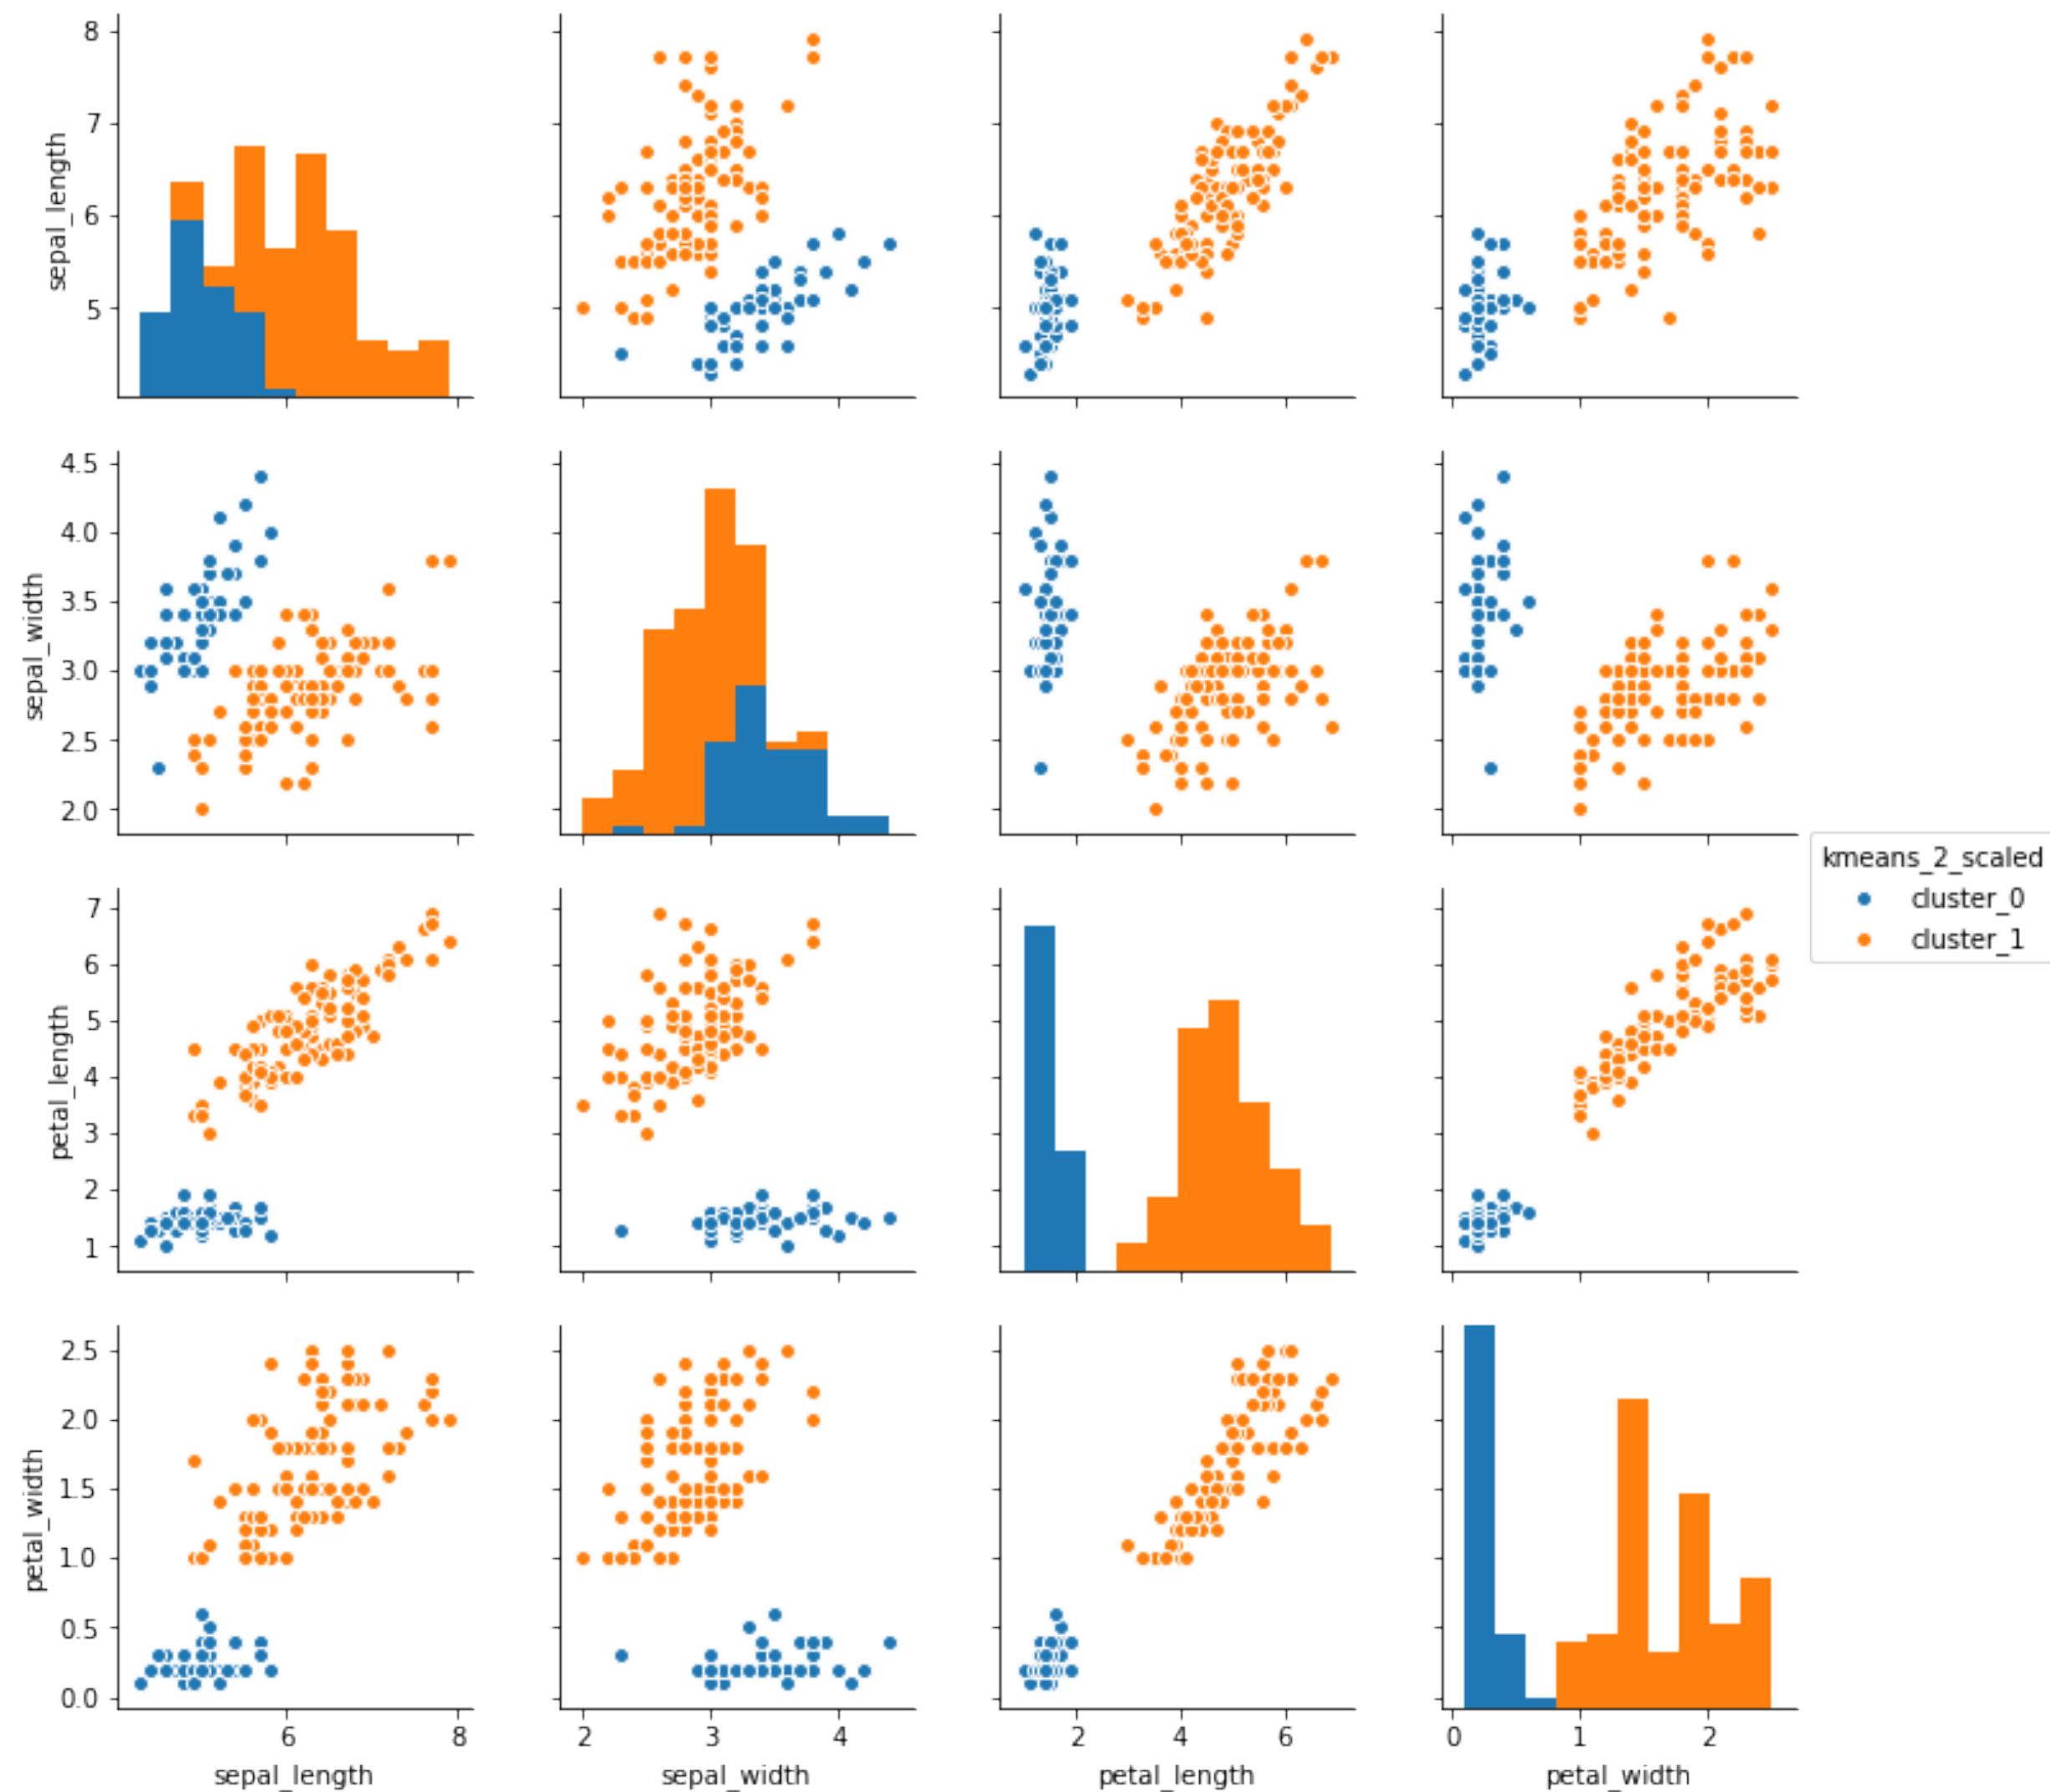 8
7
6
5
sepal_length
4.5
4.0
3.5
3.0
2.5
2.0
sepal_width
kmeans_2_scaled
cluster_0
cluster_1
7
6
5
4
3
2
1
petal_length
2.5
2.0
1.5
1.0
0.5
0.0
petal_width
6 8
2 3 4
2 4 6
0 1 2
sepal_length
sepal_width
petal_length
petal_width